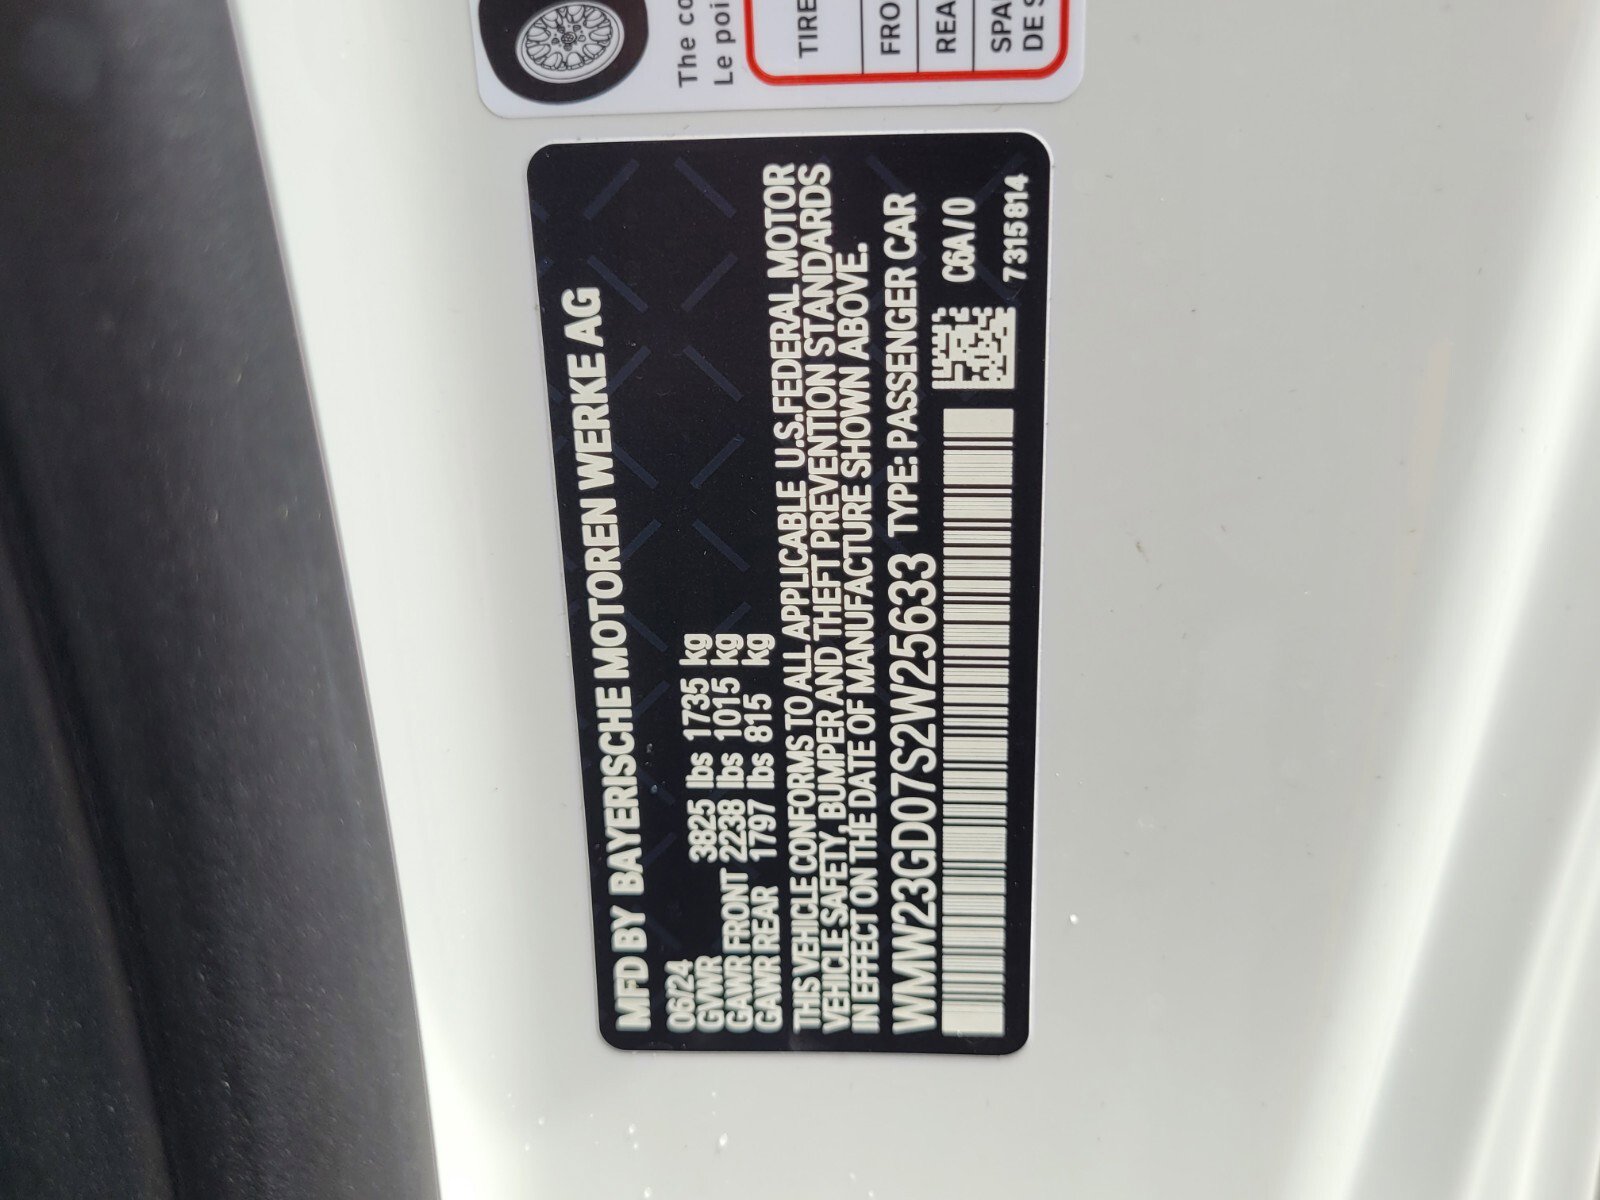 The co
Le poi
TIRE
FRO
REA
SPA
DE S
MFD BY BAYERISCHE MOTOREN WERKE AG
06/24
GVWR 3825 lbs 1735 kg
GAWR FRONT 2238 lbs 1015 kg
GAWR REAR 1797 lbs 815 kg
THIS VEHICLE CONFORMS TO ALL APPLICABLE U.S.FEDERAL MOTOR
VEHICLE SAFETY, BUMPER AND THEFT PREVENTION STANDARDS
IN EFFECT ON THE DATE OF MANUFACTURE SHOWN ABOVE.
WMW23GD07S2W25633 TYPE: PASSENGER CAR
C6A/0
7315814